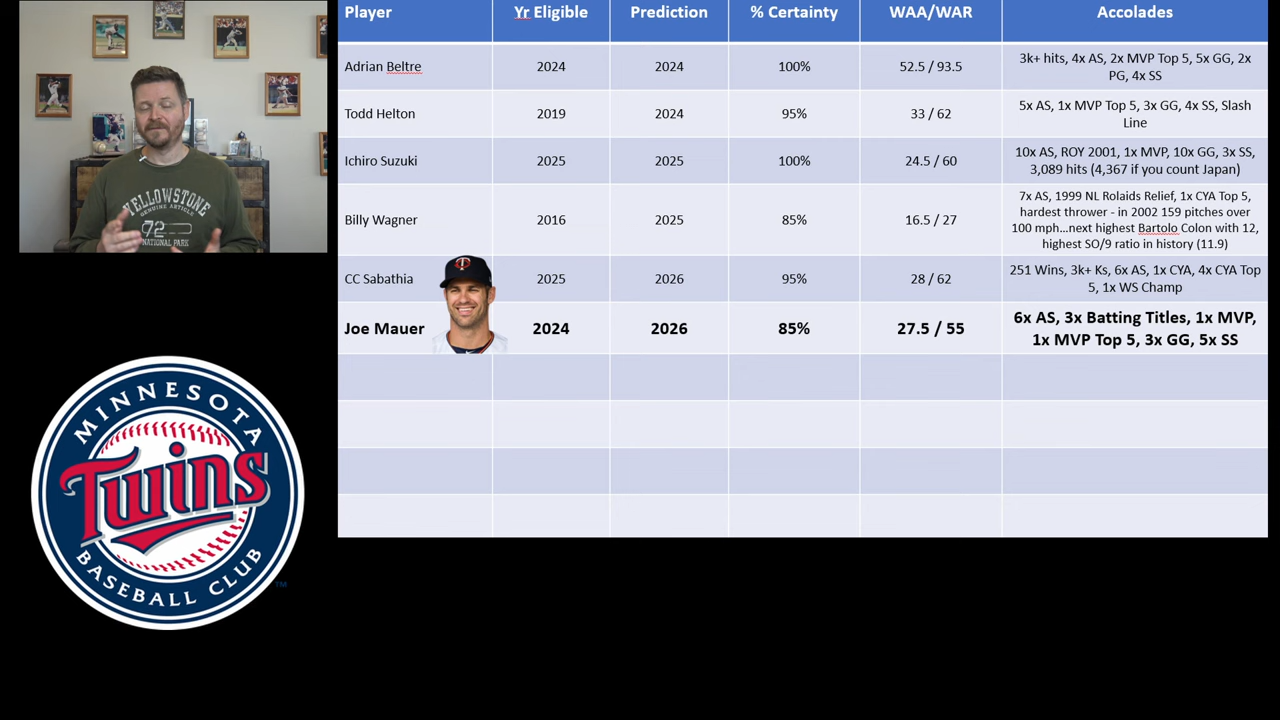 Player Yr Eligible Prediction % Certainty WAA/WAR Accolades
Adrian Beltre 2024 2024 100% 52.5 / 93.5 3k+ hits, 4x AS, 2x MVP Top 5, 5x GG, 2x
PG, 4x SS
Todd Helton 2019 2024 95% 33 / 62 5x AS, 1x MVP Top 5, 3x GG, 4x SS, Slash
Line
Ichiro Suzuki 2025 2025 100% 24.5 / 60 10x AS, ROY 2001, 1x MVP, 10x GG, 3x SS,
3,089 hits (4,367 if you count Japan)
Billy Wagner 2016 2025 85% 16.5 / 27 7x AS, 1999 NL Rolaids Relief, 1x CYA Top 5,
hardest thrower - in 2002 159 pitches over
100 mph...next highest Bartolo Colon with 12,
highest SO/9 ratio in history (11.9)
CC Sabathia 2025 2026 95% 28 / 62 251 Wins, 3k+ Ks, 6x AS, 1x CYA, 4x CYA Top
5, 1x WS Champ
Joe Mauer 2024 2026 85% 27.5 / 55 6x AS, 3x Batting Titles, 1x MVP,
1x MVP Top 5, 3x GG, 5x SS
YELLOWSTONE
GENUINE ARTICLE
72
NATIONAL PARK
MINNESOTA
Twins
BASEBALL CLUB
TM